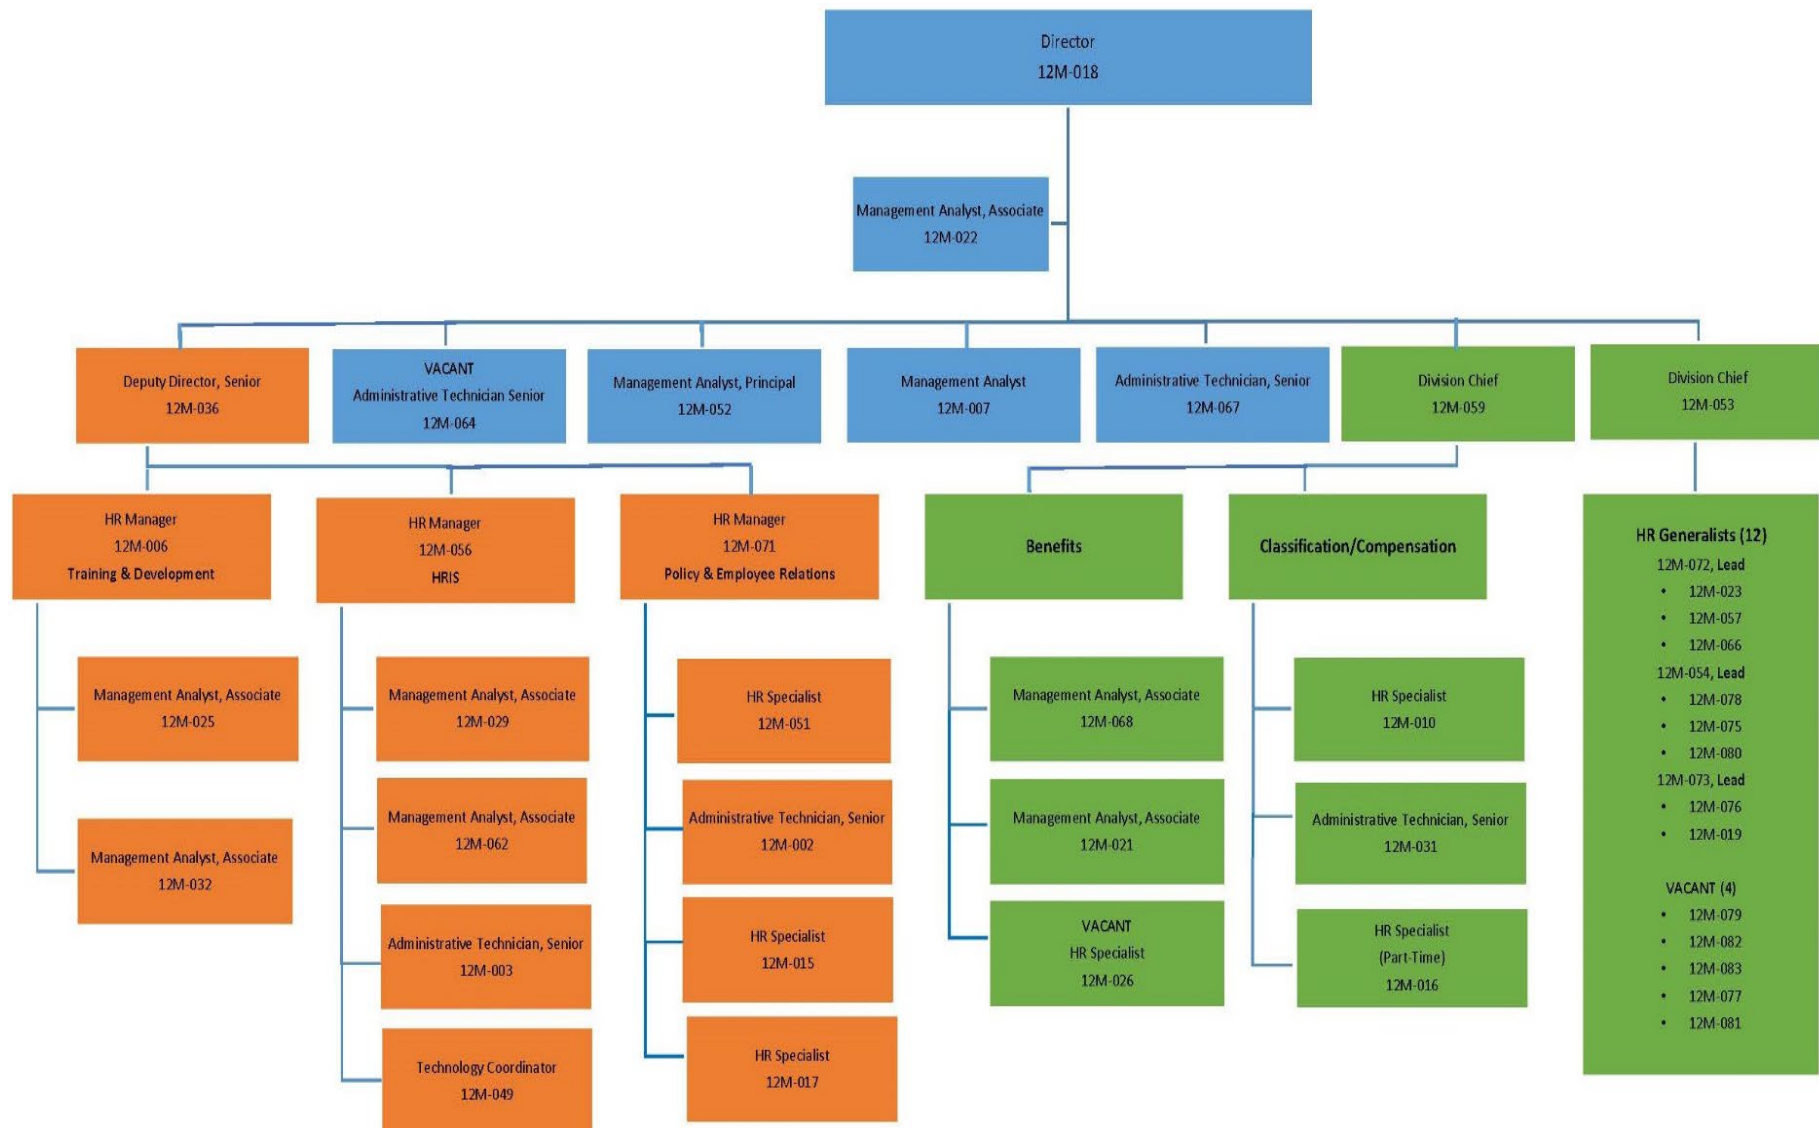 Director
12M-018
Management Analyst, Associate
12M-022
Deputy Director, Senior
12M-036
VACANT
Administrative Technician Senior
12M-064
Management Analyst, Principal
12M-052
Management Analyst
12M-007
Administrative Technician, Senior
12M-067
Division Chief
12M-059
Division Chief
12M-053
HR Manager
12M-006
Training & Development
HR Manager
12M-056
HRIS
HR Manager
12M-071
Policy & Employee Relations
Benefits
Classification/Compensation
HR Generalists (12)
12M-072, Lead
• 12M-023
• 12M-057
• 12M-066
12M-054, Lead
• 12M-078
• 12M-075
• 12M-080
12M-073, Lead
• 12M-076
• 12M-019
VACANT (4)
• 12M-079
• 12M-082
• 12M-083
• 12M-077
• 12M-081
Management Analyst, Associate
12M-025
Management Analyst, Associate
12M-032
Management Analyst, Associate
12M-029
Management Analyst, Associate
12M-062
Administrative Technician, Senior
12M-003
Technology Coordinator
12M-049
HR Specialist
12M-051
Administrative Technician, Senior
12M-002
HR Specialist
12M-015
HR Specialist
12M-017
Management Analyst, Associate
12M-068
Management Analyst, Associate
12M-021
VACANT
HR Specialist
12M-026
HR Specialist
12M-010
Administrative Technician, Senior
12M-031
HR Specialist
(Part-Time)
12M-016